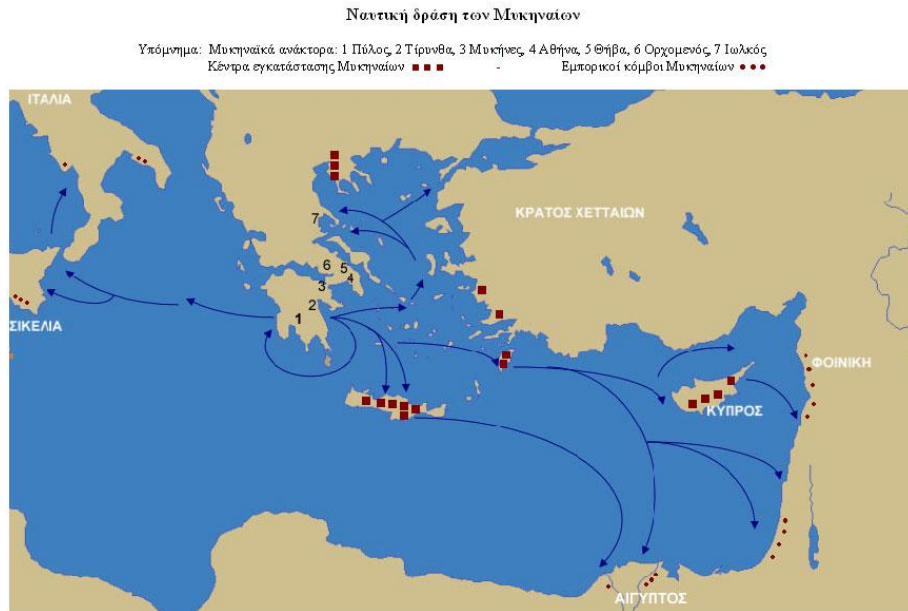 Ναυτική δράση των Μυκηναίων
Υπόμνημα: Μυκηναϊκά ανάκτορα: 1 Πύλος, 2 Τίρυνθα, 3 Μυκήνες, 4 Αθήνα, 5 Θήβα, 6 Ορχομενός, 7 Ιωλκός
Κέντρα εγκατάστασης Μυκηναίων - Εμπορικοί κόμβοι Μυκηναίων
ΙΤΑΛΙΑ
ΚΡΑΤΟΣ ΧΕΤΤΑΙΩΝ
7
6
5
4
3
2
1
ΣΙΚΕΛΙΑ
ΦΟΙΝΙΚΗ
ΚΥΠΡΟΣ
ΑΙΓΥΠΤΟΣ